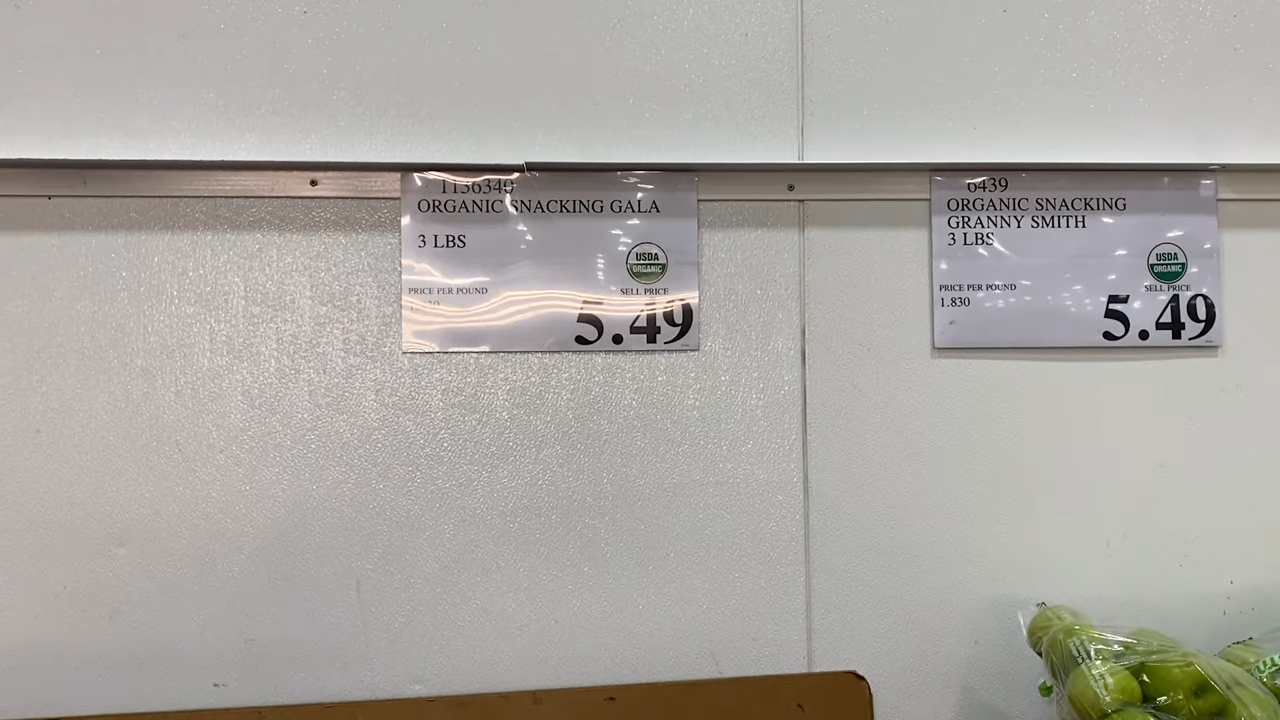 1136340
ORGANIC SNACKING GALA
3 LBS
USDA
ORGANIC
PRICE PER POUND
SELL PRICE
5.49
6439
ORGANIC SNACKING
GRANNY SMITH
3 LBS
USDA
ORGANIC
PRICE PER POUND
1.830
SELL PRICE
5.49